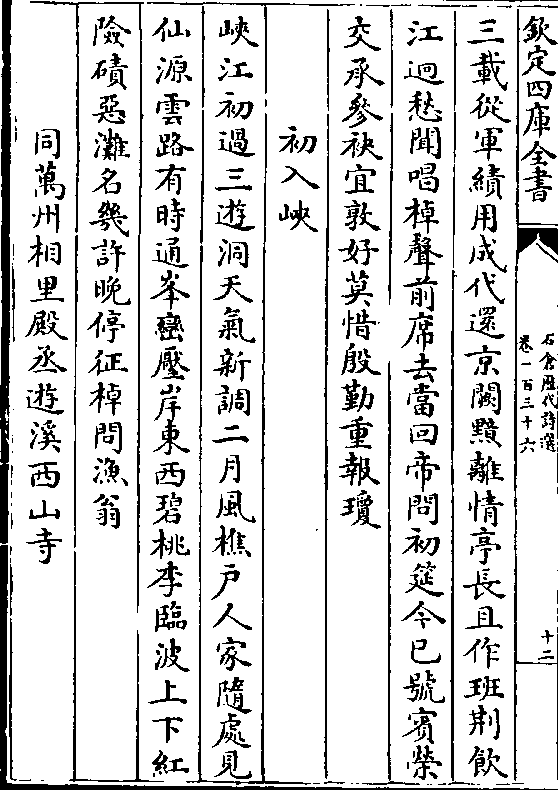 欽定四庫全書
石倉歷代詩選
卷一百三十六
十二
三載從軍績用成代還京闕黯離情亭長且作班荆飲
江逈愁聞唱棹聲前席去當回帝問初筵今已號賓榮
交承參袂宜敦好莫惜殷勤重報瓊
初入峽
峽江初過三遊洞天氣新調二月風樵户人家隨處見
仙源雲路有時通峯巒壓岸東西碧桃李臨波上下紅
險磧惡灘名幾許晚停征棹問漁翁
同萬州相里殿丞遊溪西山寺